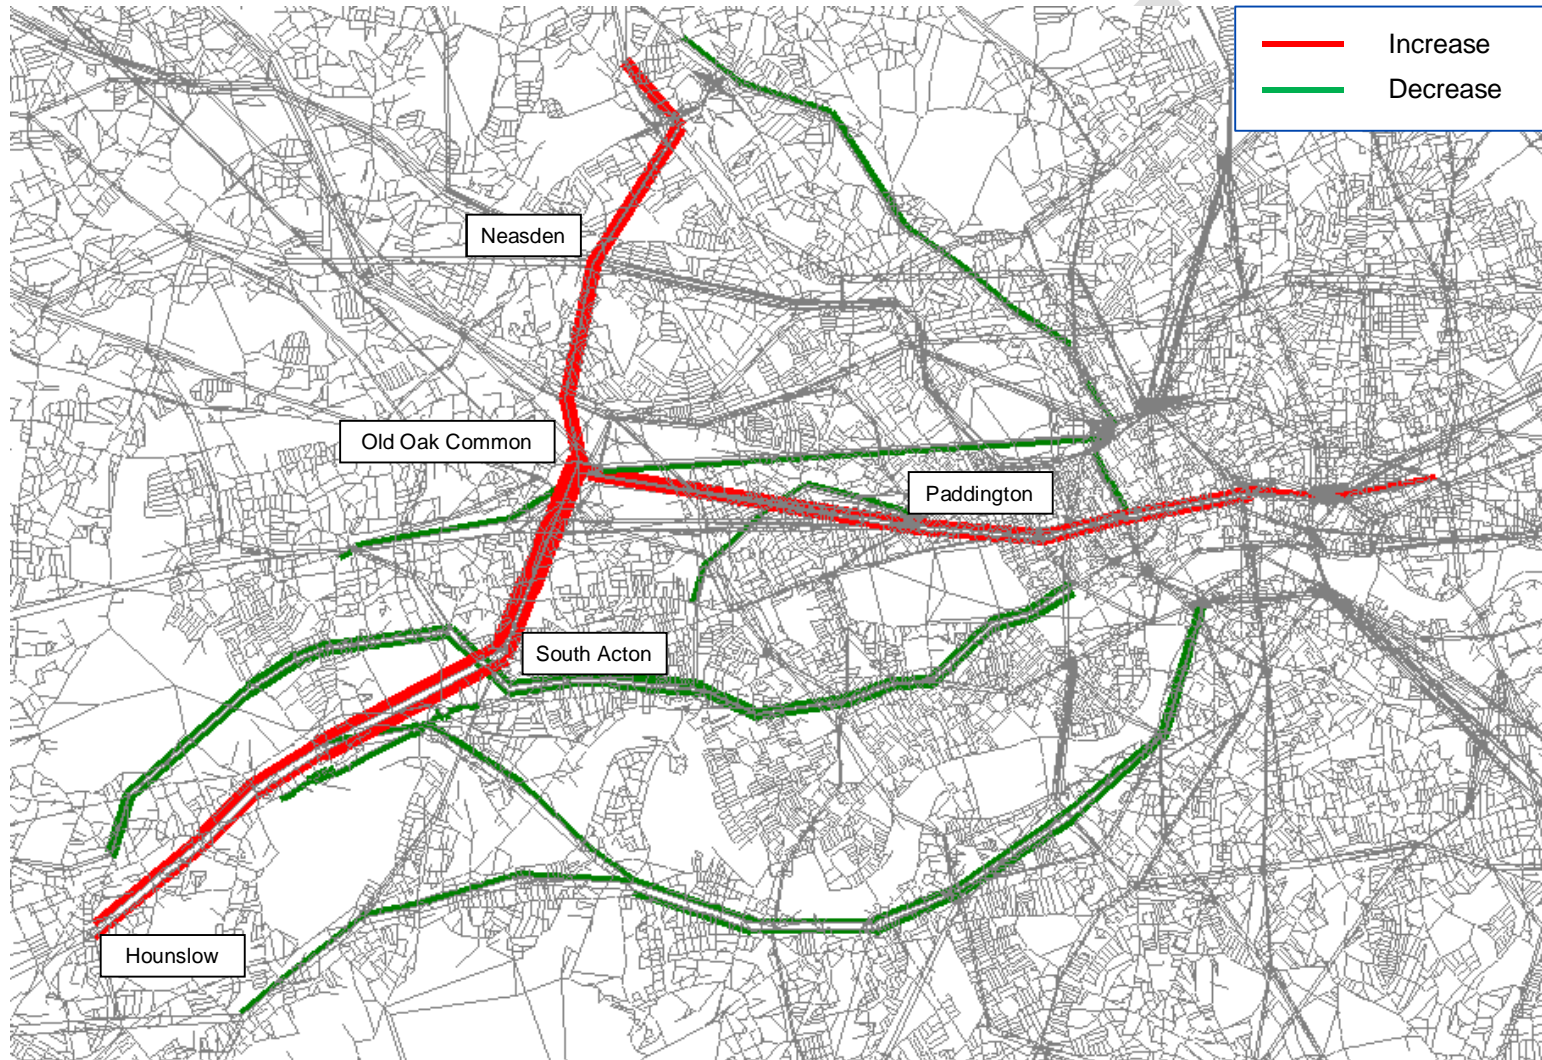 Increase
Decrease
Neasden
Old Oak Common
Paddington
South Acton
Hounslow